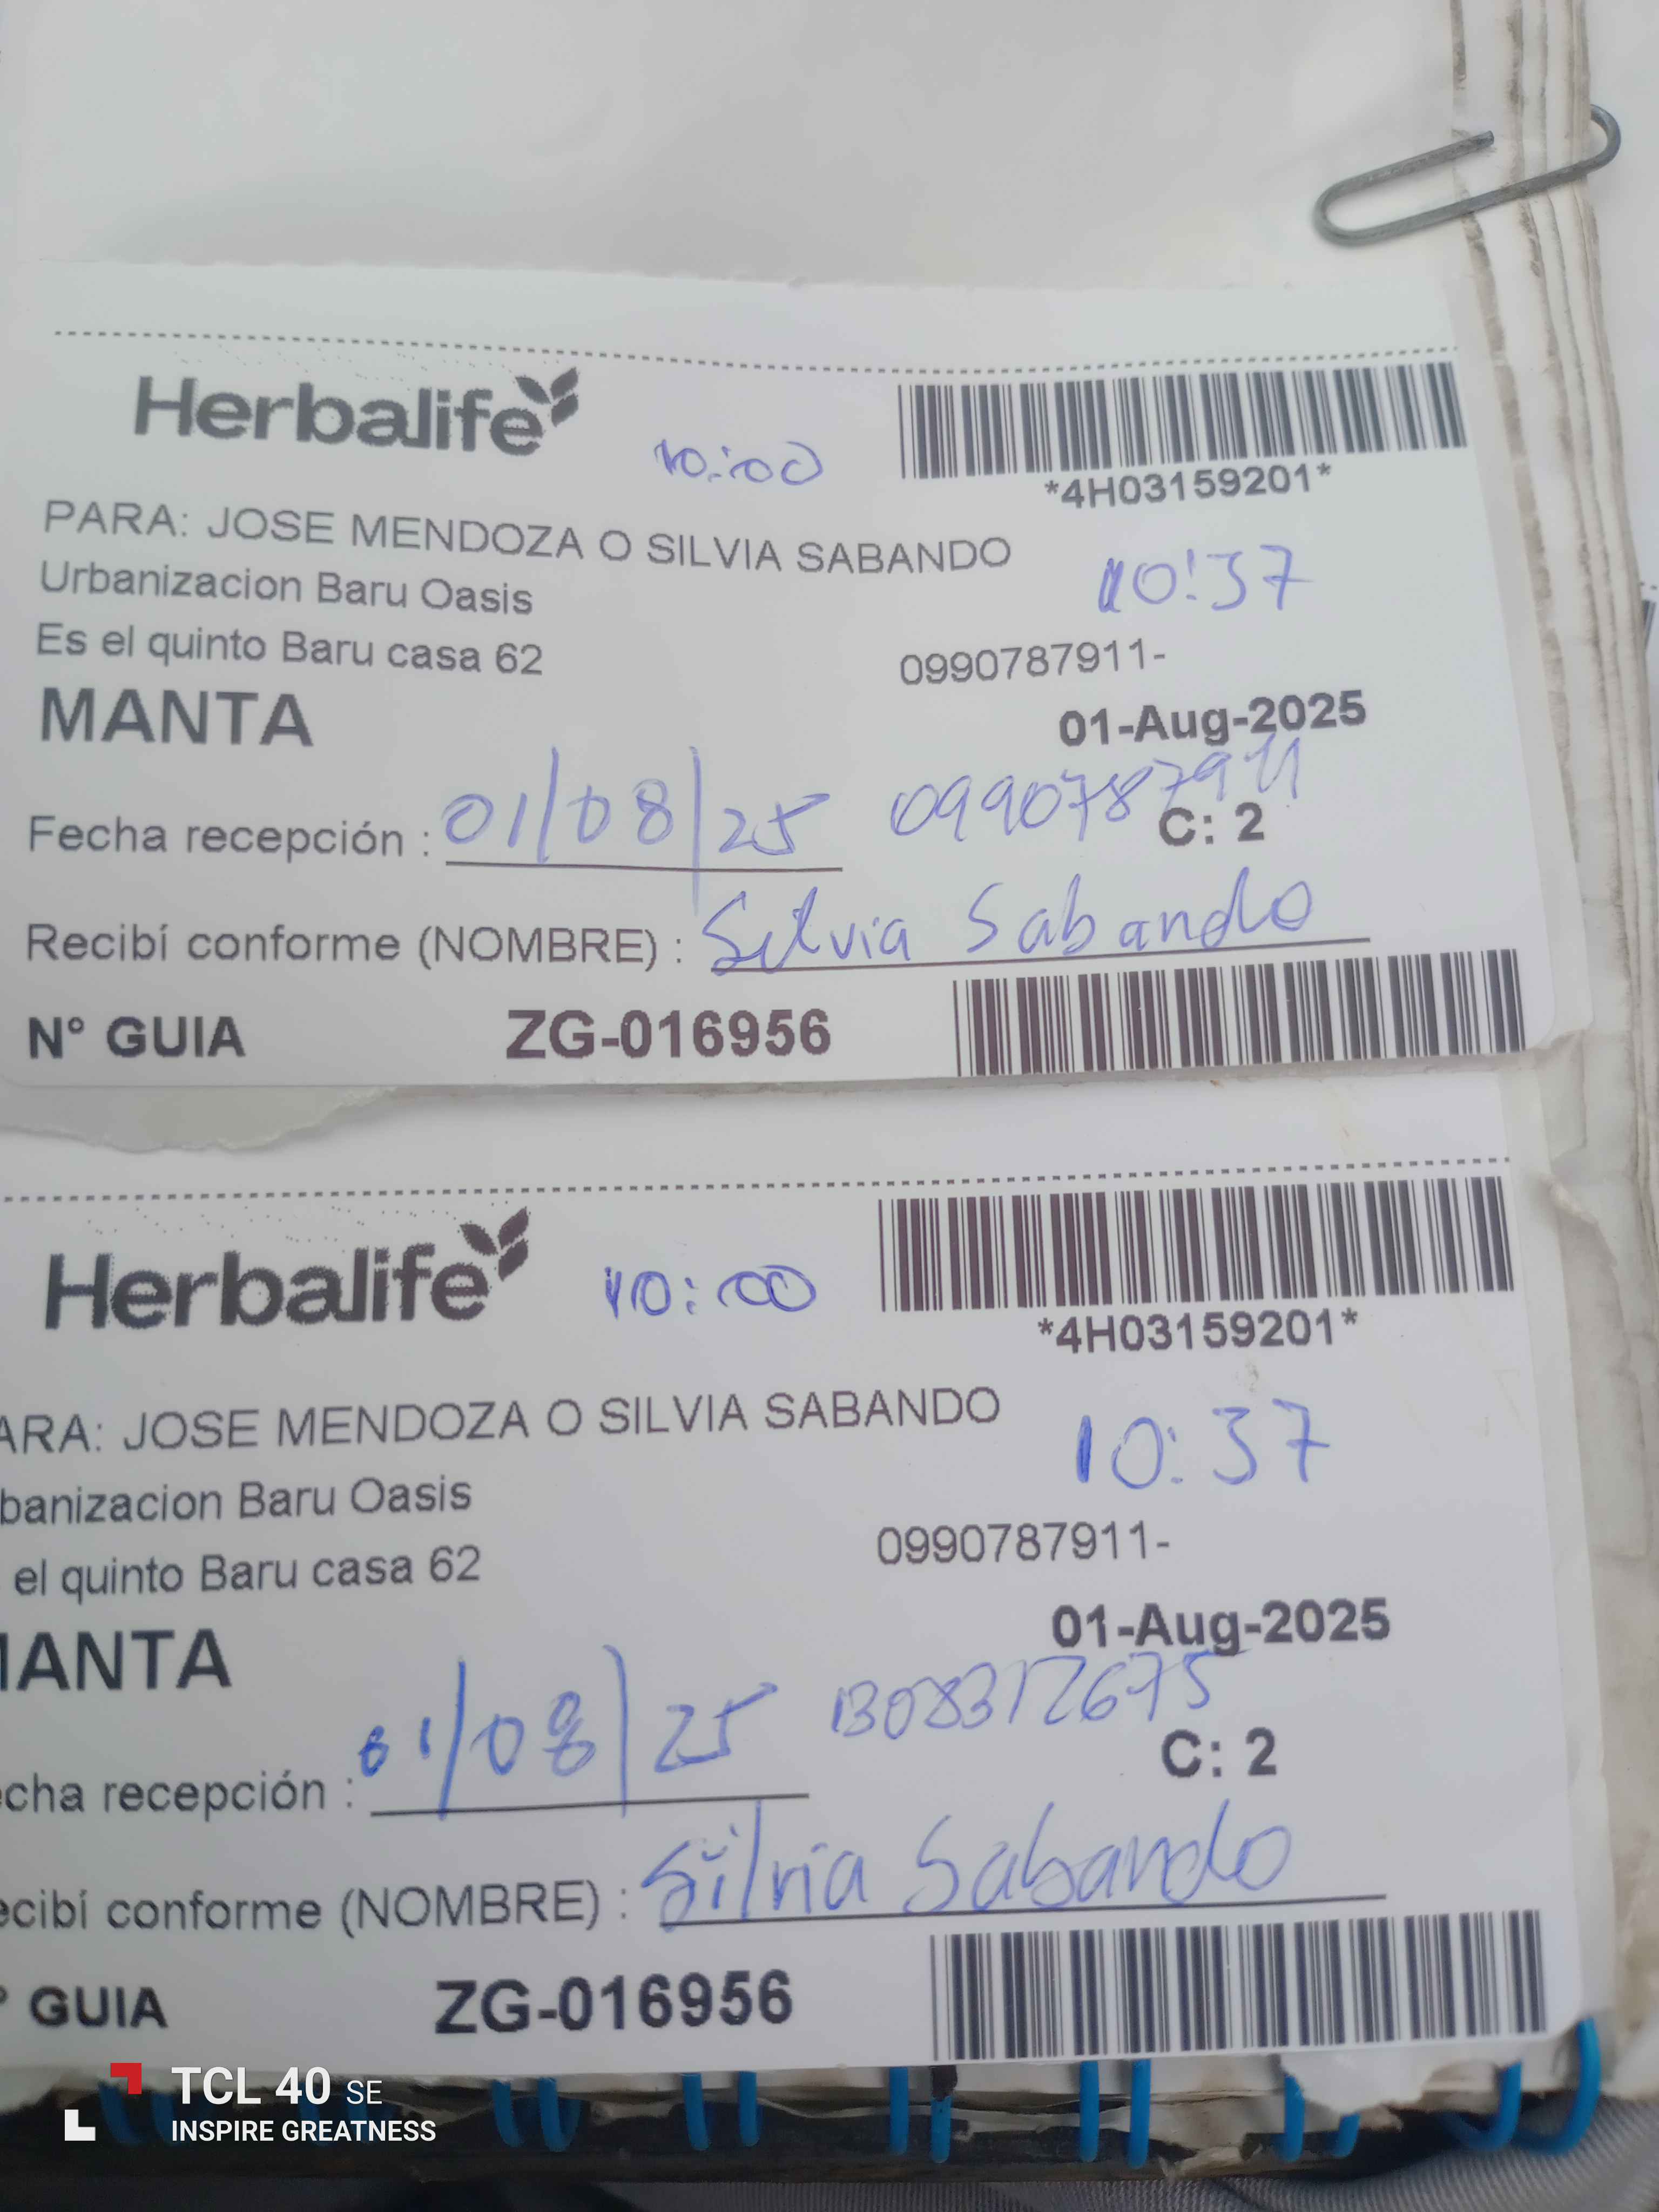 Herbalife
10:00
*4H03159201*
PARA: JOSE MENDOZA O SILVIA SABANDO
10:37
Urbanizacion Baru Oasis
Es el quinto Baru casa 62
0990787911-
MANTA
01-Aug-2025
Fecha recepción : 01/08/25 0990787911
C: 2
Recibí conforme (NOMBRE) : Silvia Sabando
N° GUIA ZG-016956
Herbalife
10:00
*4H03159201*
ARA: JOSE MENDOZA O SILVIA SABANDO
10:37
banizacion Baru Oasis
el quinto Baru casa 62
0990787911-
ANTA
01-Aug-2025
cha recepción : 01/08/25 1308312675
C: 2
ecibí conforme (NOMBRE) : Silvia Sabando
° GUIA ZG-016956
TCL 40 SE
INSPIRE GREATNESS